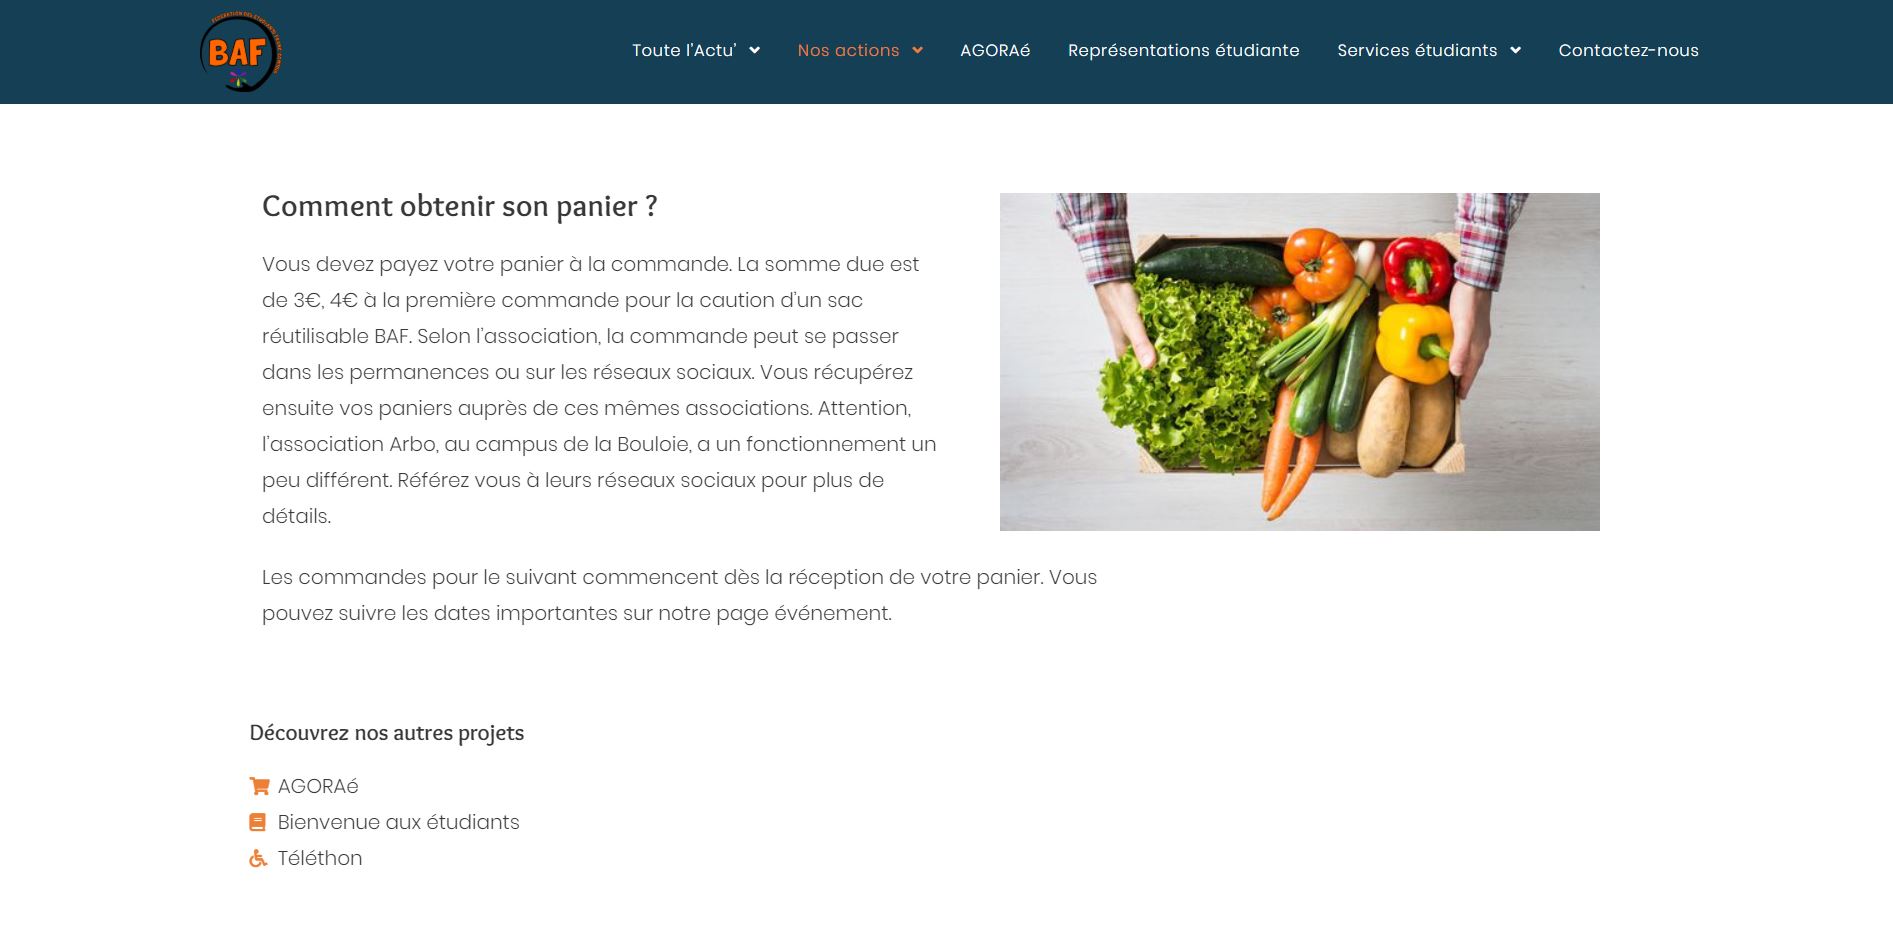 BAF
Toute l'Actu'
Nos actions
AGORAé
Représentations étudiante
Services étudiants
Contactez-nous
Comment obtenir son panier ?
Vous devez payez votre panier à la commande. La somme due est
de 3€, 4€ à la première commande pour la caution d'un sac
réutilisable BAF. Selon l'association, la commande peut se passer
dans les permanences ou sur les réseaux sociaux. Vous récupérez
ensuite vos paniers auprès de ces mêmes associations. Attention,
l'association Arbo, au campus de la Bouloie, a un fonctionnement un
peu différent. Référez vous à leurs réseaux sociaux pour plus de
détails.
Les commandes pour le suivant commencent dès la réception de votre panier. Vous
pouvez suivre les dates importantes sur notre page événement.
Découvrez nos autres projets
AGORAé
Bienvenue aux étudiants
Téléthon